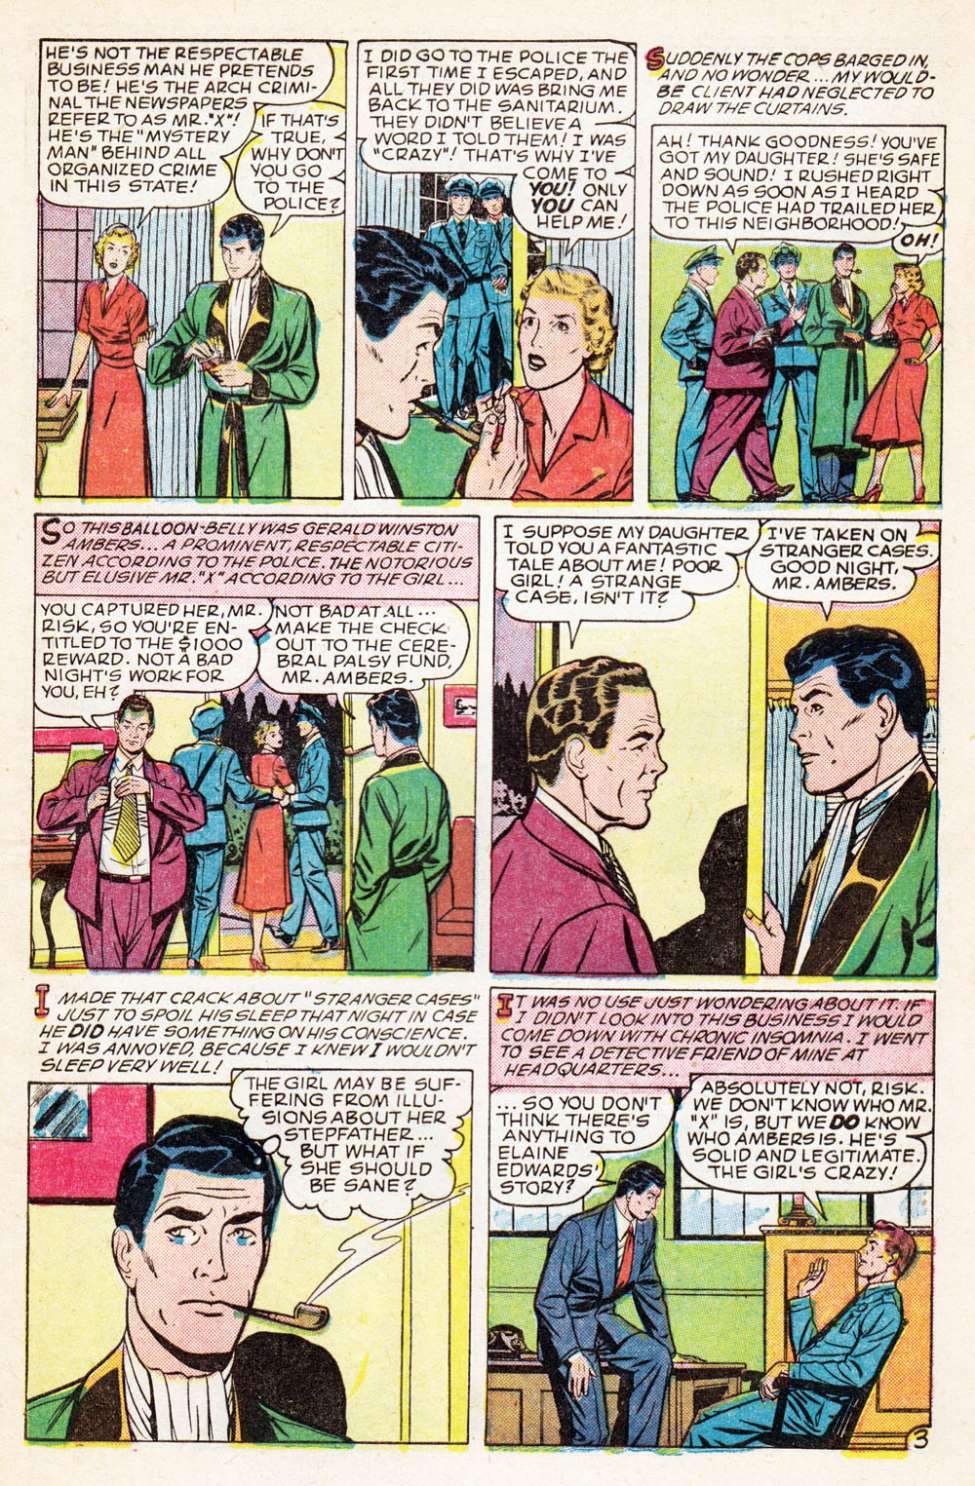 HE'S NOT THE RESPECTABLE
BUSINESS MAN HE PRETENDS
TO BE! HE'S THE ARCH CRIMI-
NAL THE NEWSPAPERS
REFER TO AS MR. "X"!
HE'S THE "MYSTERY
MAN" BEHIND ALL
ORGANIZED CRIME
IN THIS STATE!
IF THAT'S
TRUE,
WHY DON'T
YOU GO
TO THE
POLICE?
I DID GO TO THE POLICE THE
FIRST TIME I ESCAPED, AND
ALL THEY DID WAS BRING ME
BACK TO THE SANITARIUM.
THEY DIDN'T BELIEVE A
WORD I TOLD THEM! I WAS
"CRAZY"! THAT'S WHY I'VE
COME TO
YOU! ONLY
YOU CAN
HELP ME!
SUDDENLY THE COPS BARGED IN,
AND NO WONDER... MY WOULD-
BE CLIENT HAD NEGLECTED TO
DRAW THE CURTAINS.
AH! THANK GOODNESS! YOU'VE
GOT MY DAUGHTER! SHE'S SAFE
AND SOUND! I RUSHED RIGHT
DOWN AS SOON AS I HEARD
THE POLICE HAD TRAILED HER
TO THIS NEIGHBORHOOD!
OH!
SO THIS BALLOON-BELLY WAS GERALD WINSTON
AMBERS... A PROMINENT, RESPECTABLE CITI-
ZEN ACCORDING TO THE POLICE. THE NOTORIOUS
BUT ELUSIVE MR. "X" ACCORDING TO THE GIRL...
YOU CAPTURED HER, MR.
RISK, SO YOU'RE EN-
TITLED TO THE $1000
REWARD. NOT A BAD
NIGHT'S WORK FOR
YOU, EH?
NOT BAD AT ALL...
MAKE THE CHECK
OUT TO THE CERE-
BRAL PALSY FUND,
MR. AMBERS.
I SUPPOSE MY DAUGHTER
TOLD YOU A FANTASTIC
TALE ABOUT ME! POOR
GIRL! A STRANGE
CASE, ISN'T IT?
I'VE TAKEN ON
STRANGER CASES.
GOOD NIGHT,
MR. AMBERS.
I MADE THAT CRACK ABOUT "STRANGER CASES"
JUST TO SPOIL HIS SLEEP THAT NIGHT IN CASE
HE DID HAVE SOMETHING ON HIS CONSCIENCE.
I WAS ANNOYED, BECAUSE I KNEW I WOULDN'T
SLEEP VERY WELL!
THE GIRL MAY BE SUF-
FERING FROM ILLU-
SIONS ABOUT HER
STEPFATHER...
BUT WHAT IF
SHE SHOULD
BE SANE?
IT WAS NO USE JUST WONDERING ABOUT IT. IF
I DIDN'T LOOK INTO THIS BUSINESS I WOULD
COME DOWN WITH CHRONIC INSOMNIA. I WENT
TO SEE A DETECTIVE FRIEND OF MINE AT
HEADQUARTERS...
...SO YOU DON'T
THINK THERE'S
ANYTHING TO
ELAINE
EDWARDS'
STORY?
ABSOLUTELY NOT, RISK.
WE DON'T KNOW WHO MR.
"X" IS, BUT WE DO KNOW
WHO AMBERS IS. HE'S
SOLID AND LEGITIMATE.
THE GIRL'S CRAZY!
3